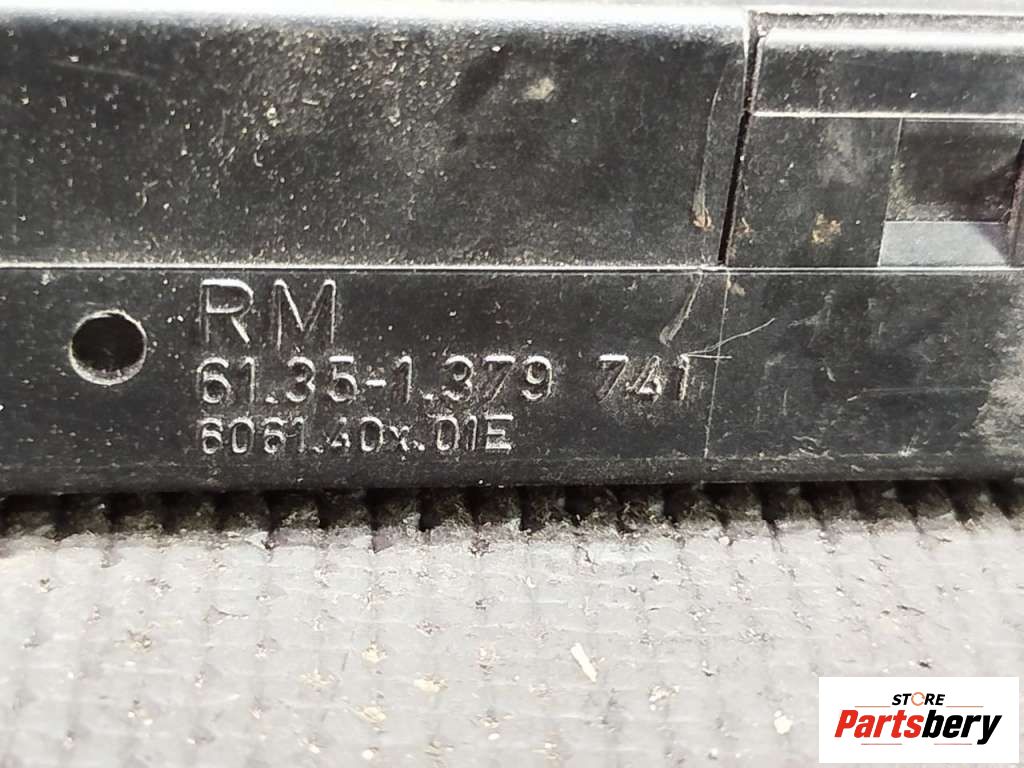 RM
61.35-1.379 741
6061.40x.01E
STORE
Partsbery